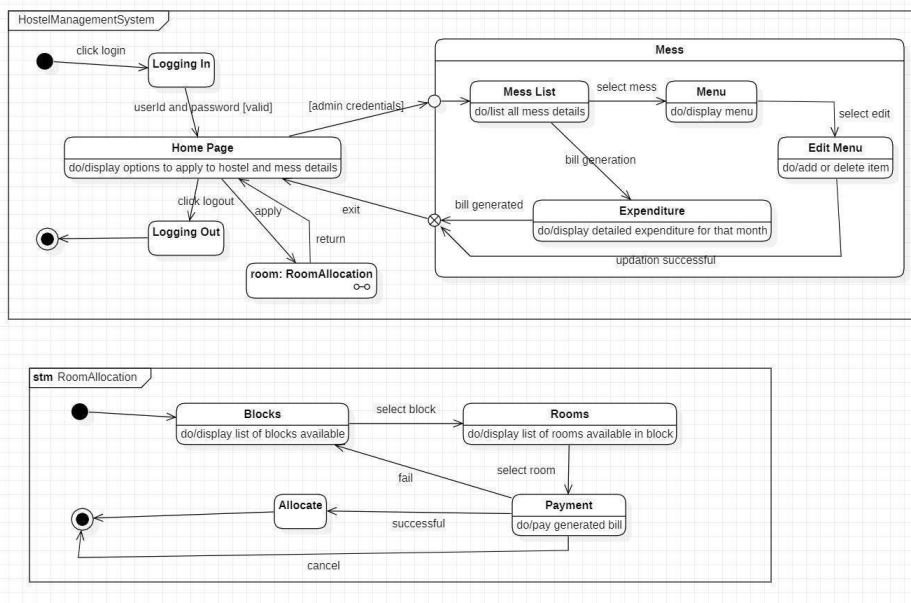 HostelManagementSystem
click login
Logging In
userId and password [valid]
[admin credentials]
Home Page
do/display options to apply to hostel and mess details
click logout
apply
exit
return
Logging Out
room: RoomAllocation
Mess
Mess List
do/list all mess details
select mess
Menu
do/display menu
select edit
Edit Menu
do/add or delete item
bill generation
bill generated
Expenditure
do/display detailed expenditure for that month
updation successful
stm RoomAllocation
Blocks
do/display list of blocks available
select block
Rooms
do/display list of rooms available in block
select room
fail
Payment
do/pay generated bill
Allocate
successful
cancel